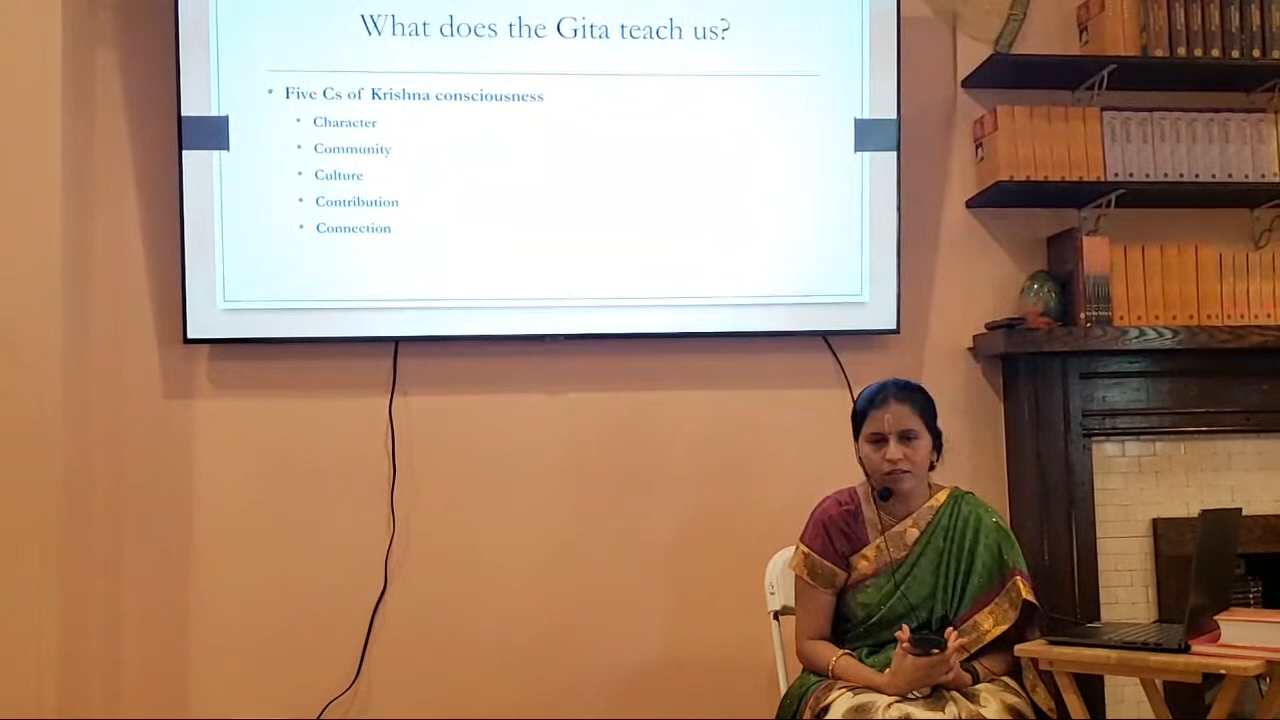 What does the Gita teach us?
Five Cs of Krishna consciousness
Character
Community
Culture
Contribution
Connection